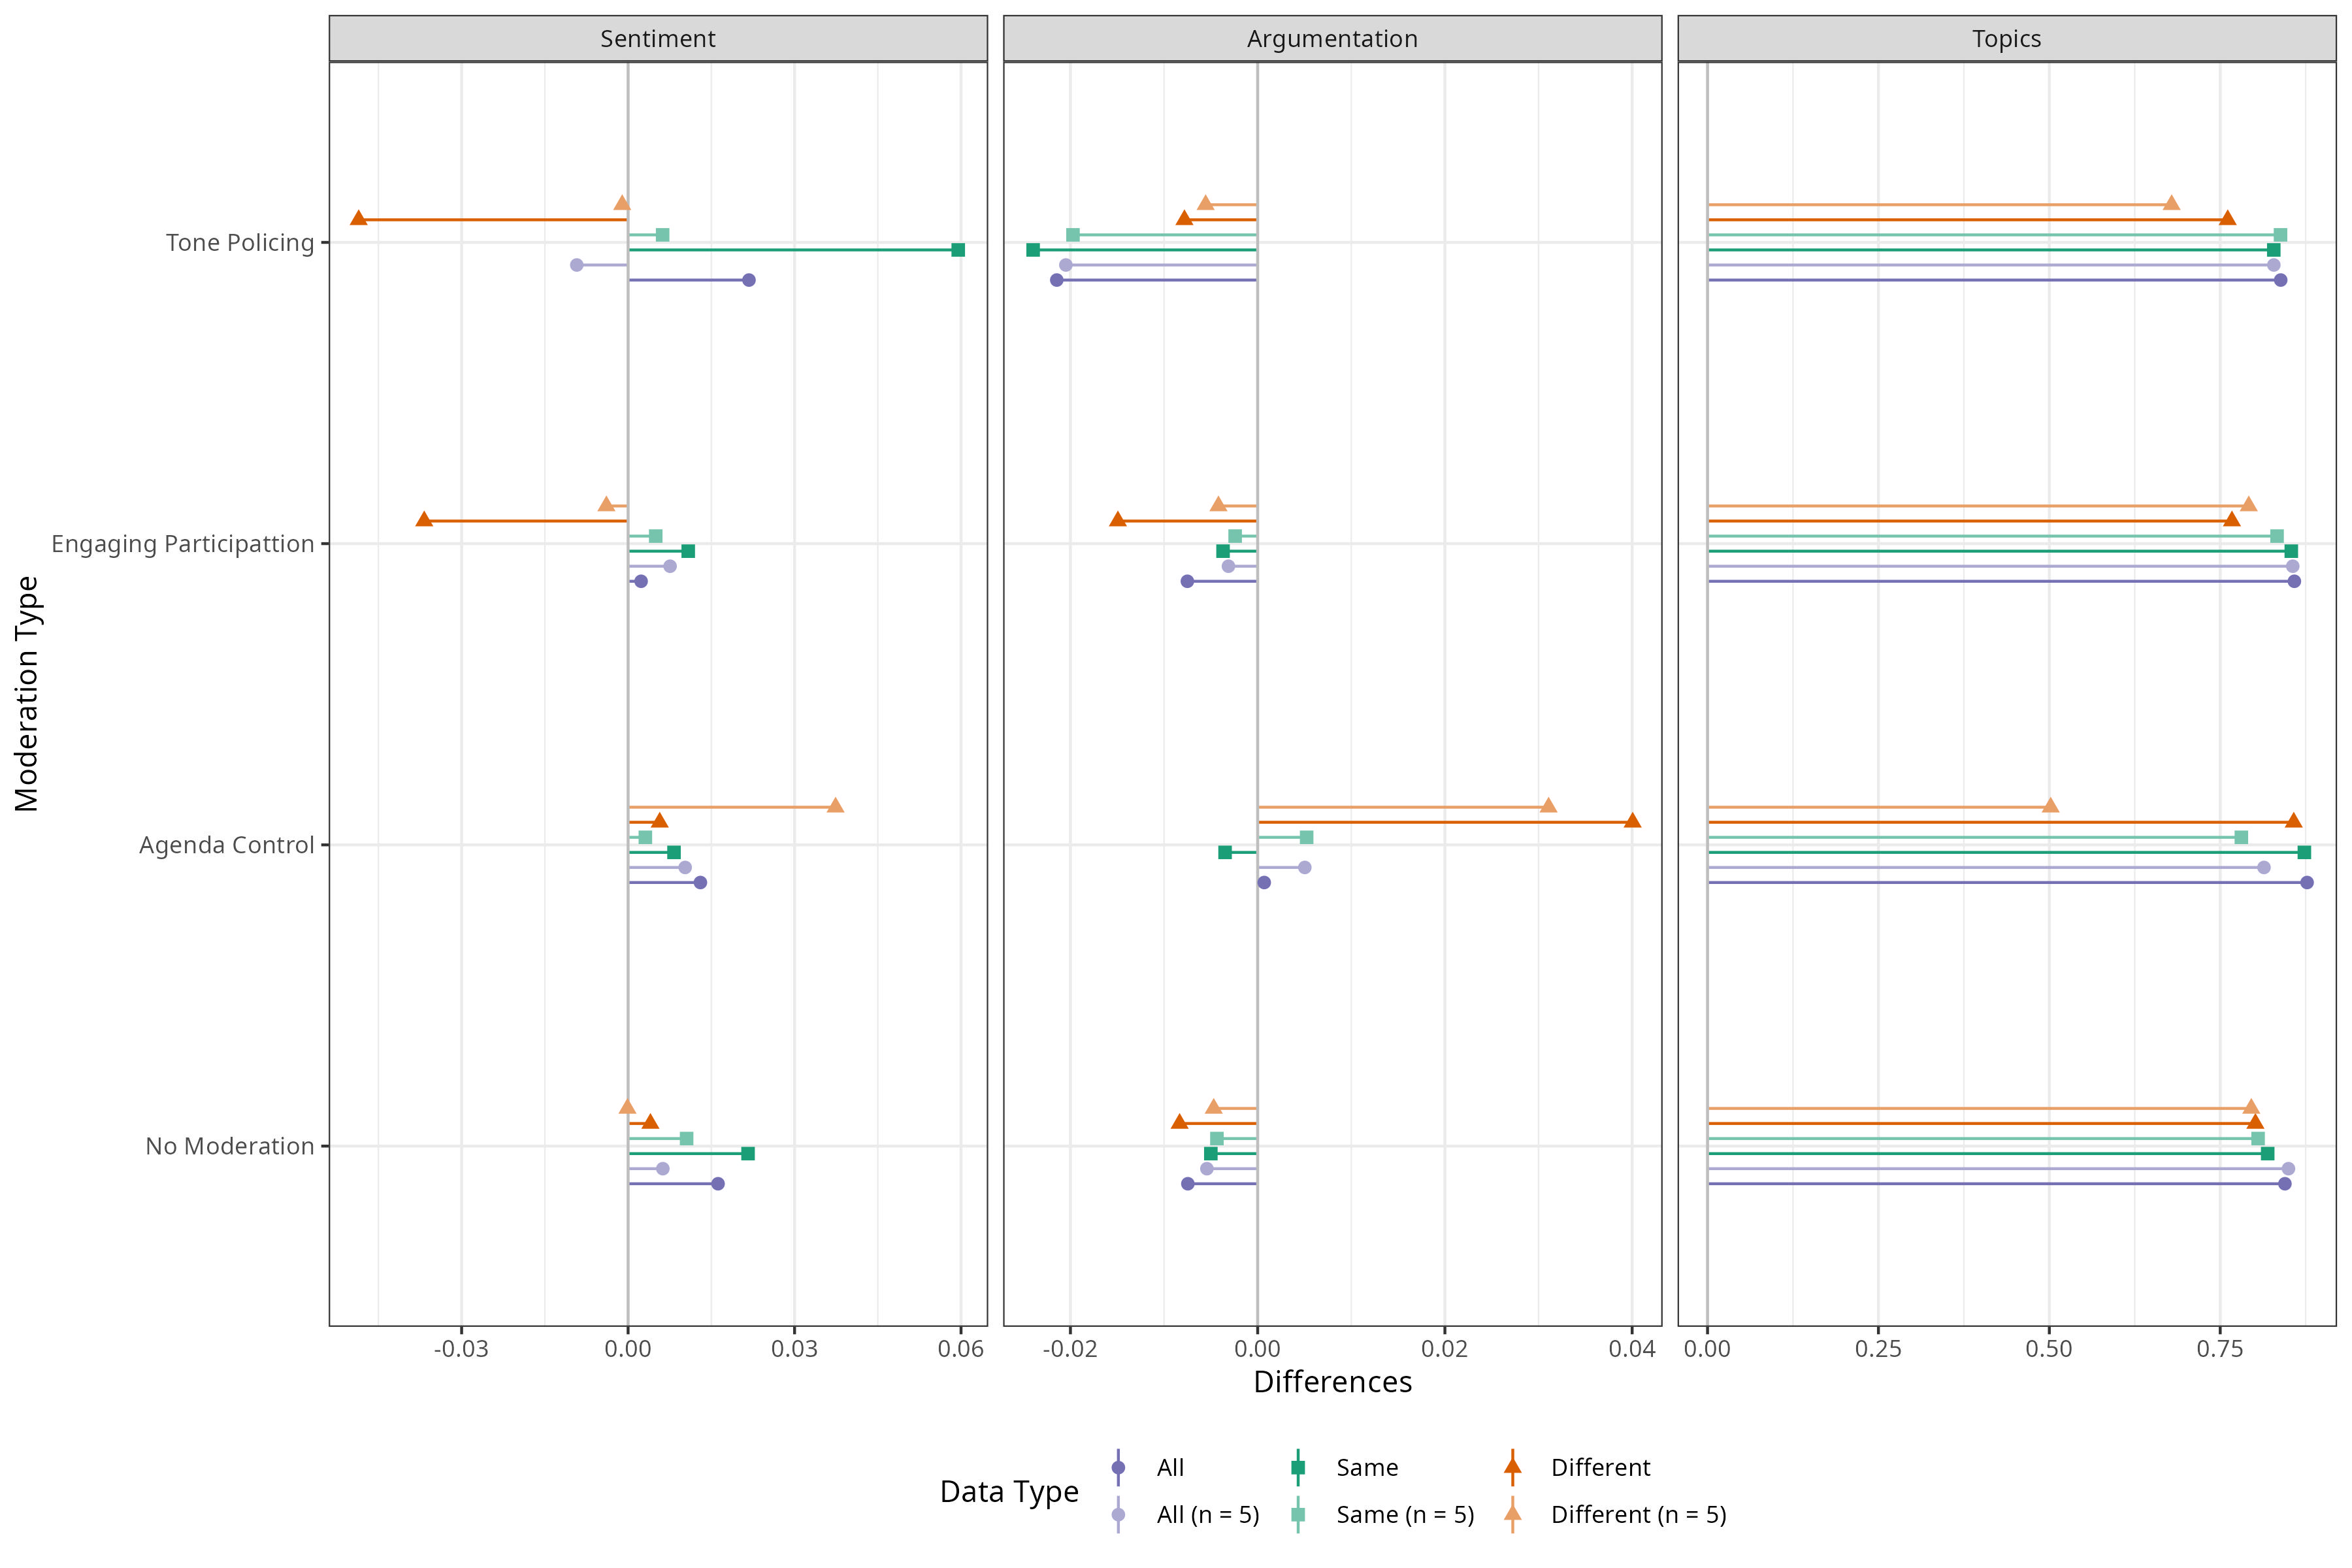 Sentiment
Argumentation
Topics
Moderation Type
Tone Policing
Engaging Participattion
Agenda Control
No Moderation
-0.03 0.00 0.03 0.06
-0.02 0.00 0.02 0.04
0.00 0.25 0.50 0.75
Differences
Data Type
All Same Different
All (n = 5) Same (n = 5) Different (n = 5)